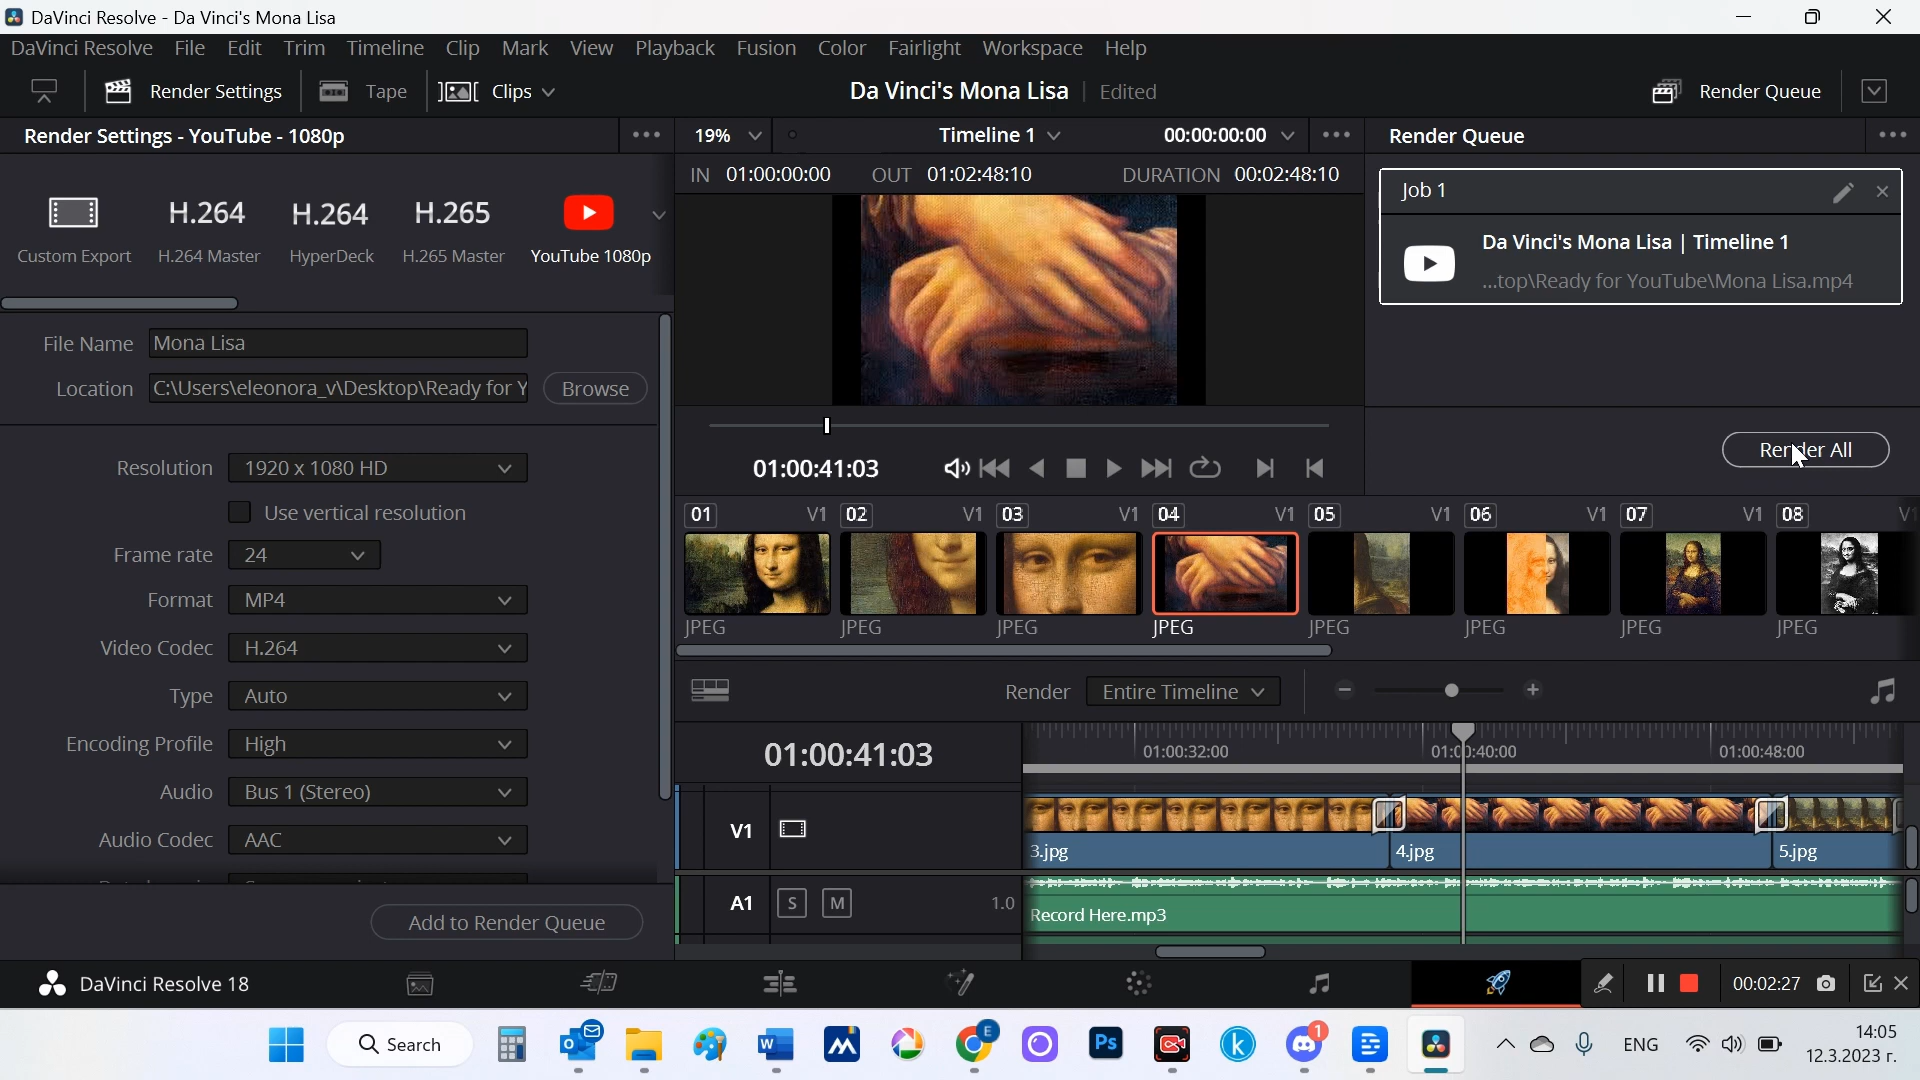 DaVinci Resolve - Da Vinci's Mona Lisa
DaVinci Resolve File Edit Trim Timeline Clip Mark View Playback Fusion Color Fairlight Workspace Help
Render Settings Tape Clips Da Vinci's Mona Lisa Edited Render Queue
Render Settings - YouTube - 1080p 19% Timeline 1 00:00:00:00 Render Queue
IN 01:00:00:00 OUT 01:02:48:10 DURATION 00:02:48:10
Job 1
H.264 H.264 H.265
Custom Export H.264 Master HyperDeck H.265 Master YouTube 1080p
Da Vinci's Mona Lisa | Timeline 1
...top\Ready for YouTube\Mona Lisa.mp4
File Name Mona Lisa
Location C:\Users\eleonora_v\Desktop\Ready for Y Browse
Render All
01:00:41:03
Resolution 1920 x 1080 HD
Use vertical resolution
Frame rate 24
Format MP4
Video Codec H.264
Type Auto
Encoding Profile High
Audio Bus 1 (Stereo)
Audio Codec AAC
Add to Render Queue
01 V1 02 V1 03 V1 04 V1 05 V1 06 V1 07 V1 08 V1
JPEG JPEG JPEG JPEG JPEG JPEG JPEG JPEG
Render Entire Timeline
01:00:41:03 01:00:32:00 01:00:40:00 01:00:48:00
V1 3.jpg 4.jpg 5.jpg
A1 S M 1.0 Record Here.mp3
DaVinci Resolve 18 00:02:27
Search W Ps k E 1 ENG 14:05
12.3.2023 г.